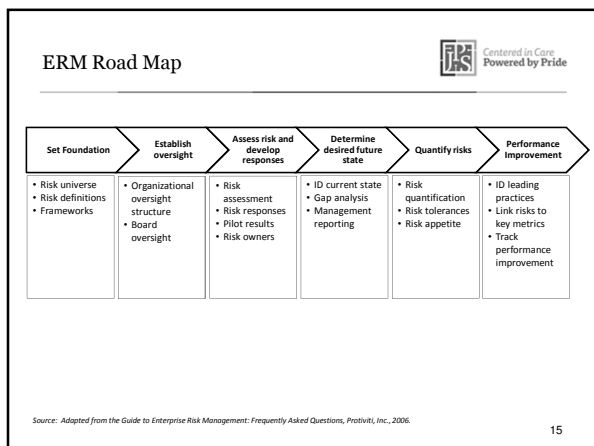 ERM Road Map
Centered in Care
Powered by Pride
Set Foundation
Establish
oversight
Assess risk and
develop
responses
Determine
desired future
state
Quantify risks
Performance
Improvement
• Risk universe
• Risk definitions
• Frameworks
• Organizational
oversight
structure
• Board
oversight
• Risk
assessment
• Risk responses
• Pilot results
• Risk owners
• ID current state
• Gap analysis
• Management
reporting
• Risk
quantification
• Risk tolerances
• Risk appetite
• ID leading
practices
• Link risks to
key metrics
• Track
performance
improvement
Source: Adapted from the Guide to Enterprise Risk Management: Frequently Asked Questions, Protiviti, Inc., 2006.
15